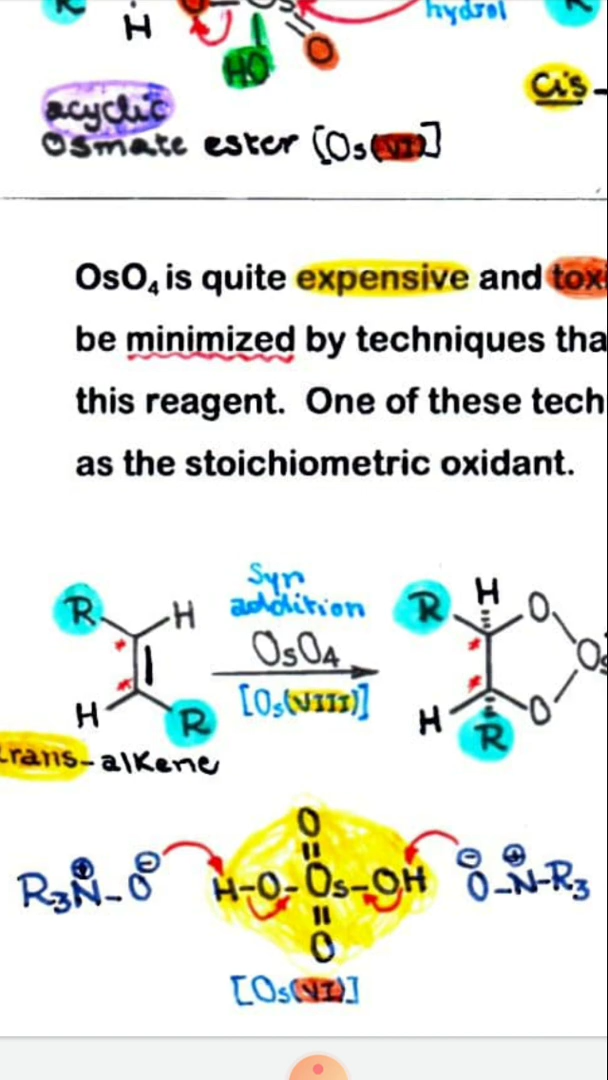 R
H
HO
O
hydrol
R
acyclic
cis-
Osmate ester [Os(VI)]
OsO₄ is quite expensive and toxi
be minimized by techniques tha
this reagent. One of these tech
as the stoichiometric oxidant.
R H
Syn
addition
OsO4
[Os(VIII)]
H R
trans-alkene
R H O
Os
H R O
R₃N⊕-O⊖ H-O-Os-OH ⊖O-N⊕-R₃
O
O
[Os(VI)]